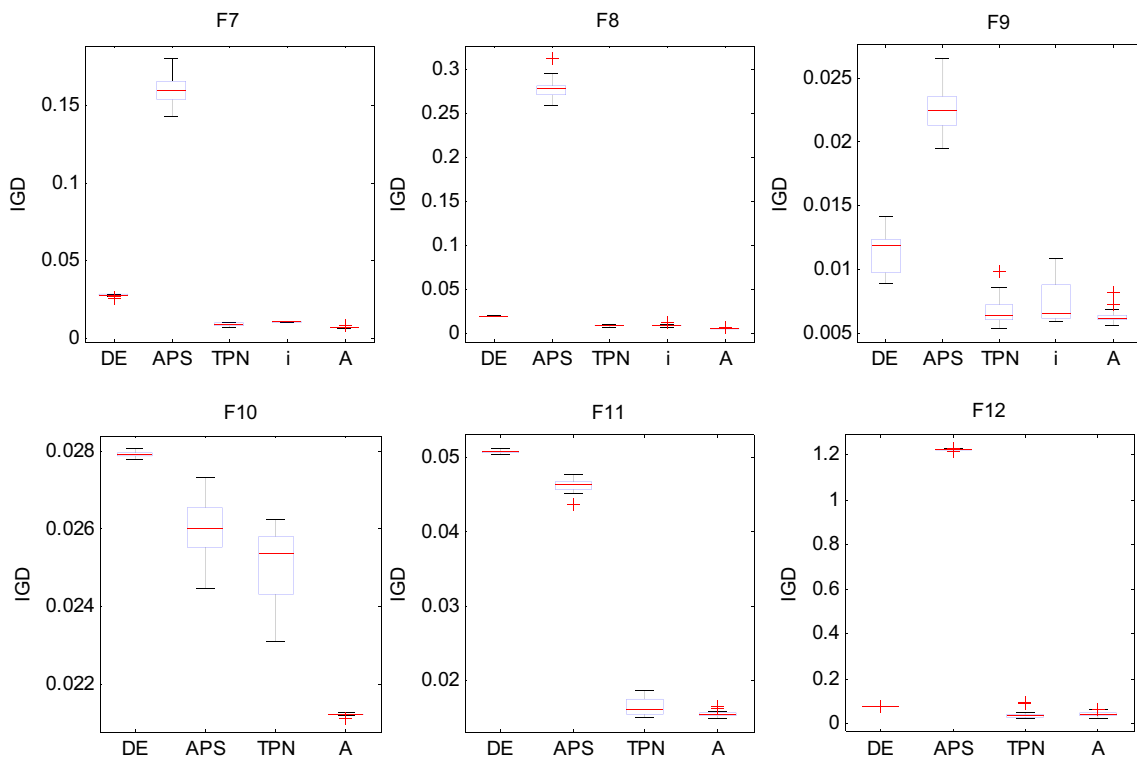 F7
IGD
0.15
0.1
0.05
0
DE APS TPN i A
F8
IGD
0.3
0.25
0.2
0.15
0.1
0.05
0
DE APS TPN i A
F9
IGD
0.025
0.02
0.015
0.01
0.005
DE APS TPN i A
F10
IGD
0.028
0.026
0.024
0.022
DE APS TPN A
F11
IGD
0.05
0.04
0.03
0.02
DE APS TPN A
F12
IGD
1.2
1
0.8
0.6
0.4
0.2
0
DE APS TPN A